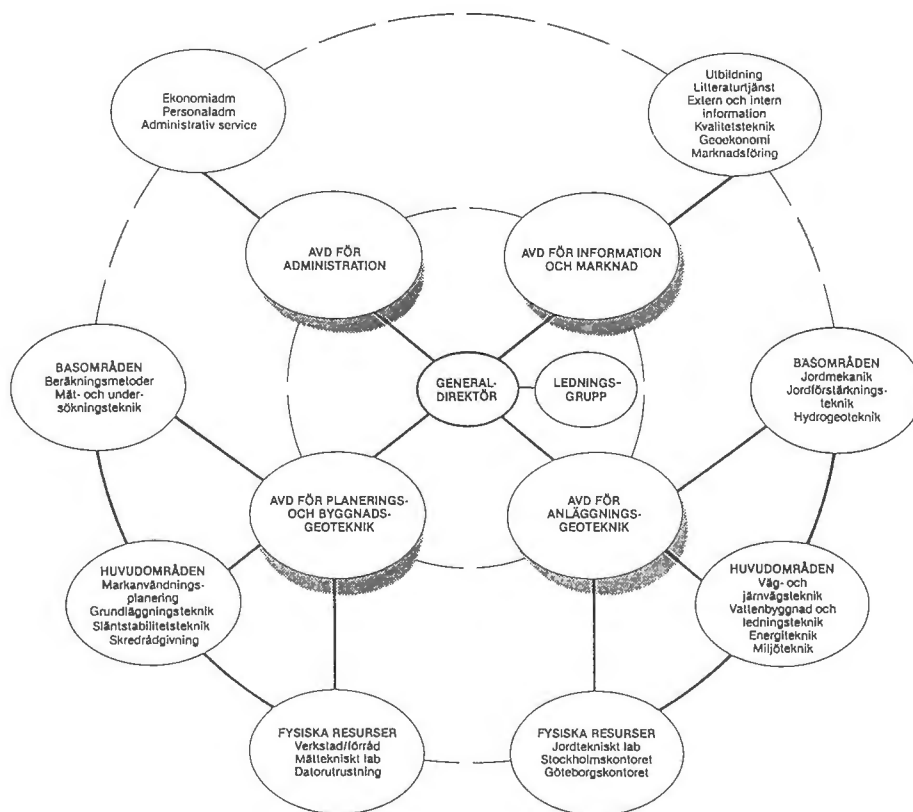 Ekonomiadm
Personaladm
Administrativ service
Utbildning
Litteraturtjänst
Extern och intern
information
Kvalitetsteknik
Geoekonomi
Marknadsföring
AVD FÖR
ADMINISTRATION
AVD FÖR INFORMATION
OCH MARKNAD
GENERAL-
DIREKTÖR
LEDNINGS-
GRUPP
BASOMRÅDEN
Beräkningsmetoder
Mät- och under-
sökningsteknik
BASOMRÅDEN
Jordmekanik
Jordförstärknings-
teknik
Hydrogeoteknik
AVD FÖR PLANERINGS-
OCH BYGGNADS-
GEOTEKNIK
AVD FÖR
ANLÄGGNINGS-
GEOTEKNIK
HUVUDOMRÅDEN
Markanvändnings-
planering
Grundläggningsteknik
Släntstabilitetsteknik
Skredrådgivning
HUVUDOMRÅDEN
Väg- och
järnvägsteknik
Vattenbyggnad och
ledningsteknik
Energiteknik
Miljöteknik
FYSISKA RESURSER
Verkstad/förråd
Mättekniskt lab
Datorutrustning
FYSISKA RESURSER
Jordtekniskt lab
Stockholmskontoret
Göteborgskontoret